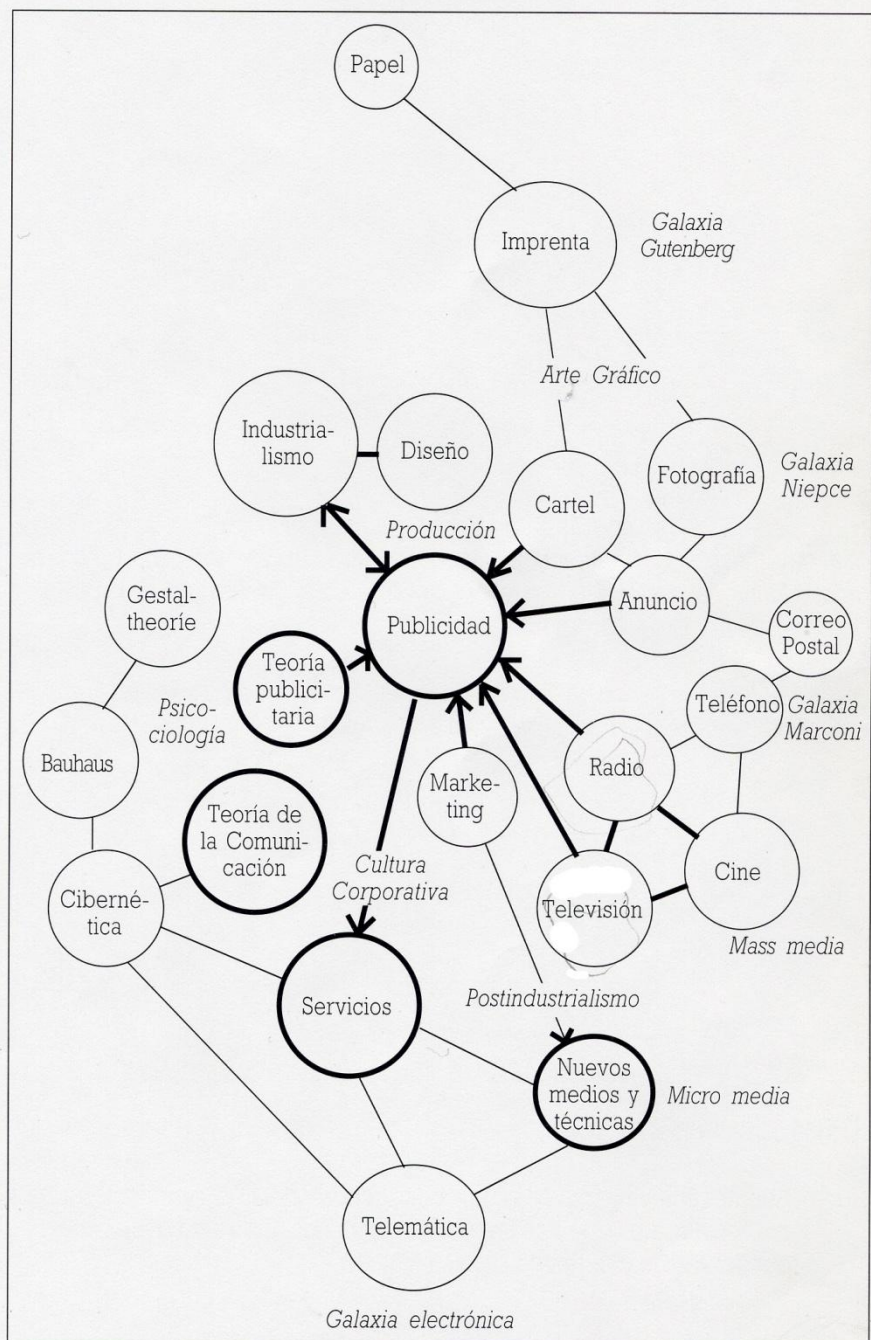 Papel
Imprenta
Galaxia
Gutenberg
Arte Gráfico
Industria-
lismo
Diseño
Fotografía
Galaxia
Niepce
Cartel
Producción
Gestal-
theoríe
Publicidad
Anuncio
Correo
Postal
Teoría
publici-
taria
Psico-
ciología
Teléfono
Galaxia
Marconi
Bauhaus
Marke-
ting
Radio
Teoría de
la Comuni-
cación
Cultura
Corporativa
Cine
Ciberné-
tica
Televisión
Mass media
Servicios
Postindustrialismo
Nuevos
medios y
técnicas
Micro media
Telemática
Galaxia electrónica